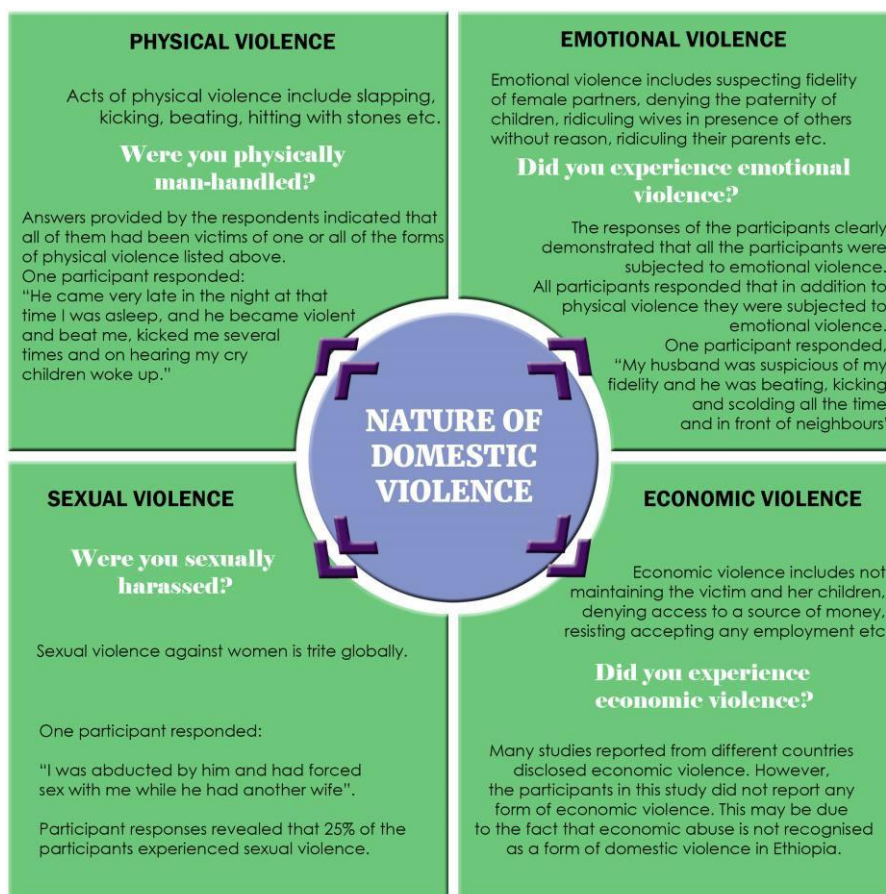 PHYSICAL VIOLENCE
Acts of physical violence include slapping,
kicking, beating, hitting with stones etc.
Were you physically
man-handled?
Answers provided by the respondents indicated that
all of them had been victims of one or all of the forms
of physical violence listed above.
One participant responded:
“He came very late in the night at that
time I was asleep, and he became violent
and beat me, kicked me several
times and on hearing my cry
children woke up.”
EMOTIONAL VIOLENCE
Emotional violence includes suspecting fidelity
of female partners, denying the paternity of
children, ridiculing wives in presence of others
without reason, ridiculing their parents etc.
Did you experience emotional
violence?
The responses of the participants clearly
demonstrated that all the participants were
subjected to emotional violence.
All participants responded that in addition to
physical violence they were subjected to
emotional violence.
One participant responded,
“My husband was suspicious of my
fidelity and he was beating, kicking
and scolding all the time
and in front of neighbours'
NATURE OF
DOMESTIC
VIOLENCE
SEXUAL VIOLENCE
Were you sexually
harassed?
Sexual violence against women is trite globally.
One participant responded:
“I was abducted by him and had forced
sex with me while he had another wife”.
Participant responses revealed that 25% of the
participants experienced sexual violence.
ECONOMIC VIOLENCE
Economic violence includes not
maintaining the victim and her children,
denying access to a source of money,
resisting accepting any employment etc
Did you experience
economic violence?
Many studies reported from different countries
disclosed economic violence. However,
the participants in this study did not report any
form of economic violence. This may be due
to the fact that economic abuse is not recognised
as a form of domestic violence in Ethiopia.